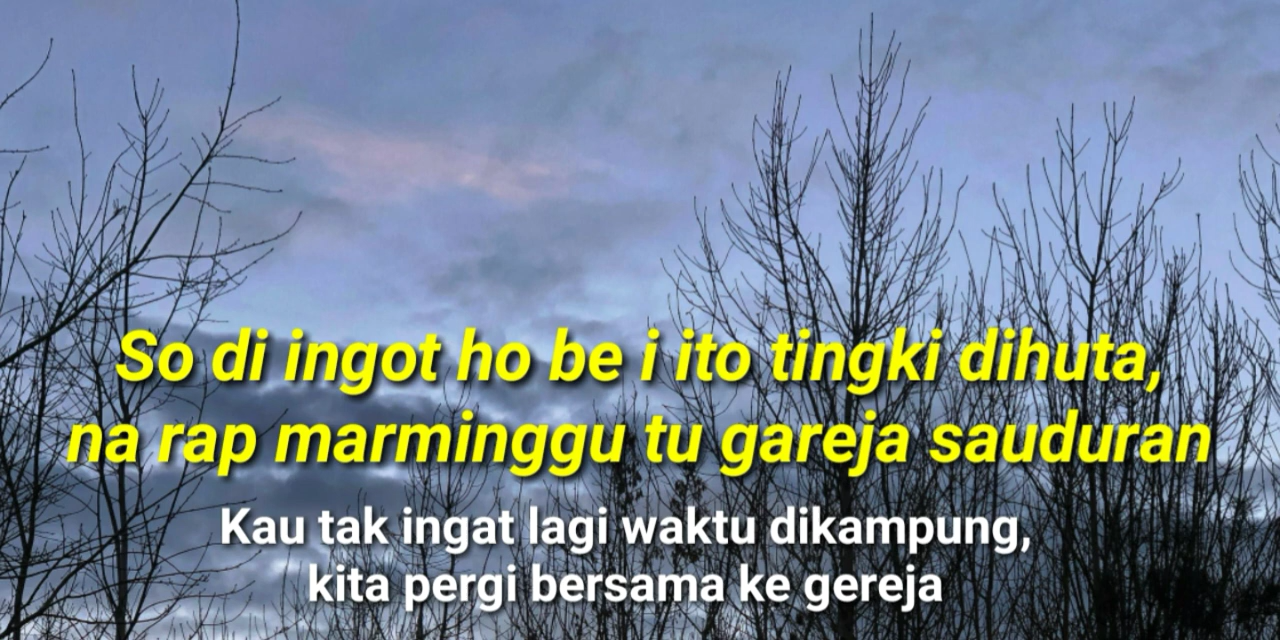 So di ingot ho be i ito tingki dihuta,
na rap marminggu tu gareja sauduran
Kau tak ingat lagi waktu dikampung,
kita pergi bersama ke gereja